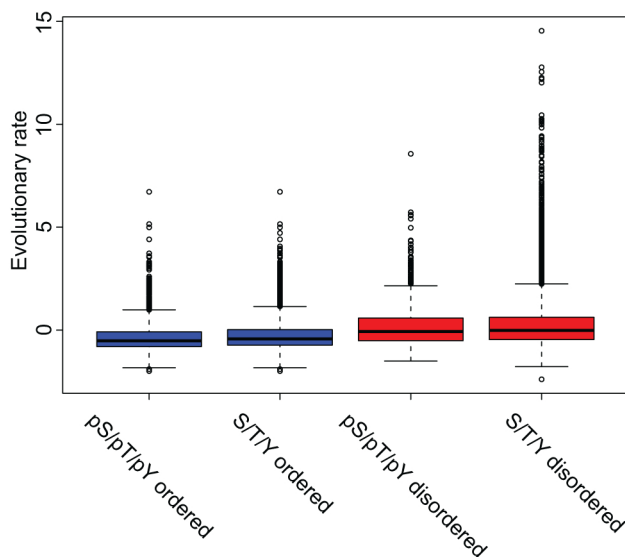 Evolutionary rate
15
10
5
0
pS/pT/pY ordered
S/T/Y ordered
pS/pT/pY disordered
S/T/Y disordered